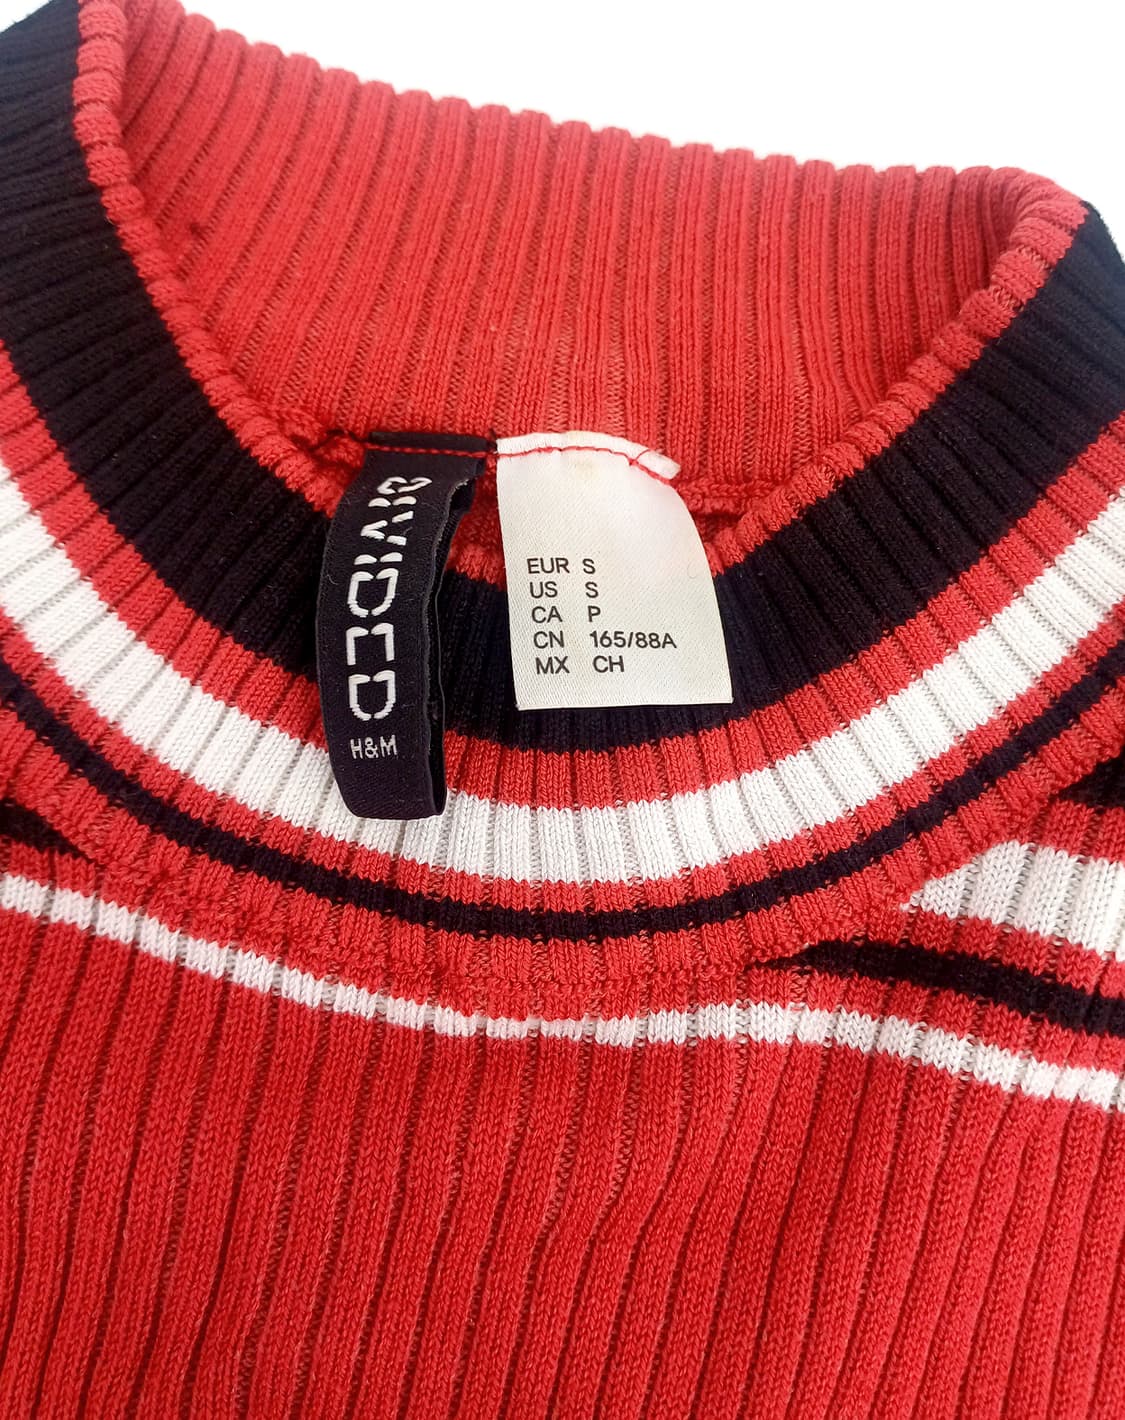 DIVIDED
H&M
EUR S
US S
CA P
CN 165/88A
MX CH